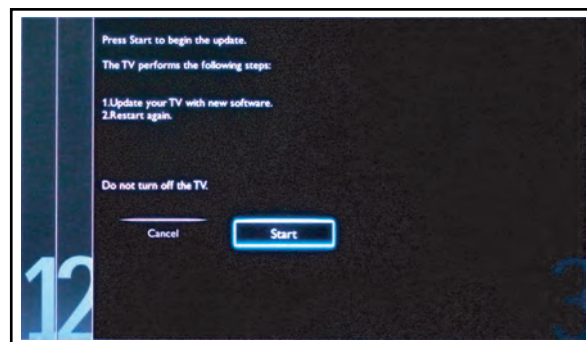 Press Start to begin the update.
The TV performs the following steps:
1.Update your TV with new software.
2.Restart again.
Do not turn off the TV.
Cancel
Start
12
3